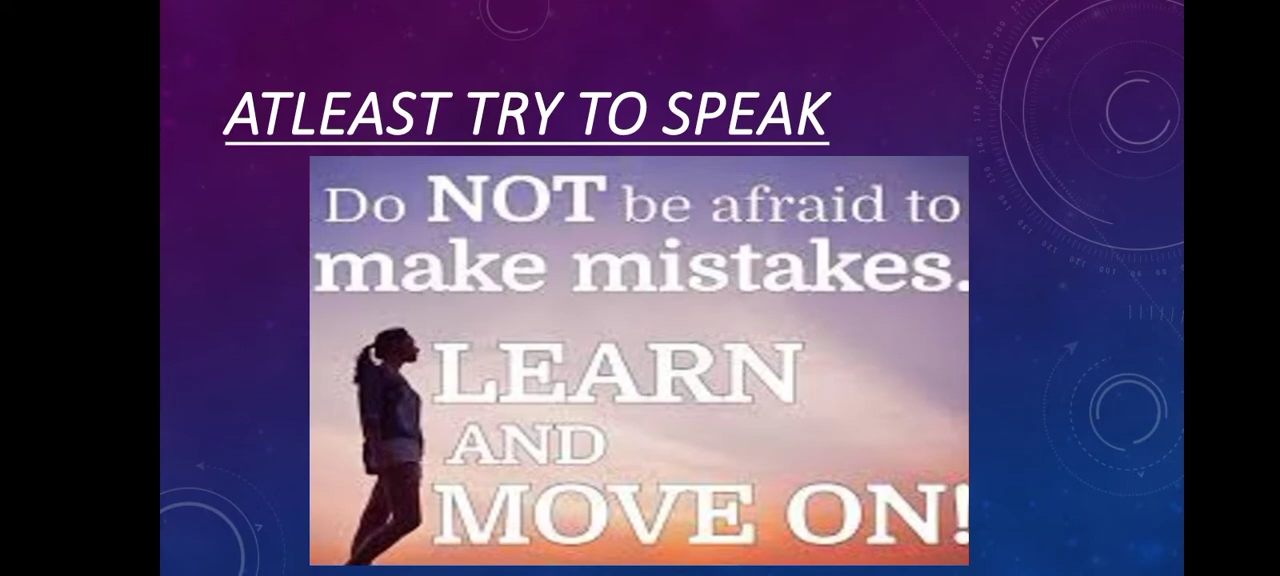 ATLEAST TRY TO SPEAK
Do NOT be afraid to
make mistakes.
LEARN
AND
MOVE ON!